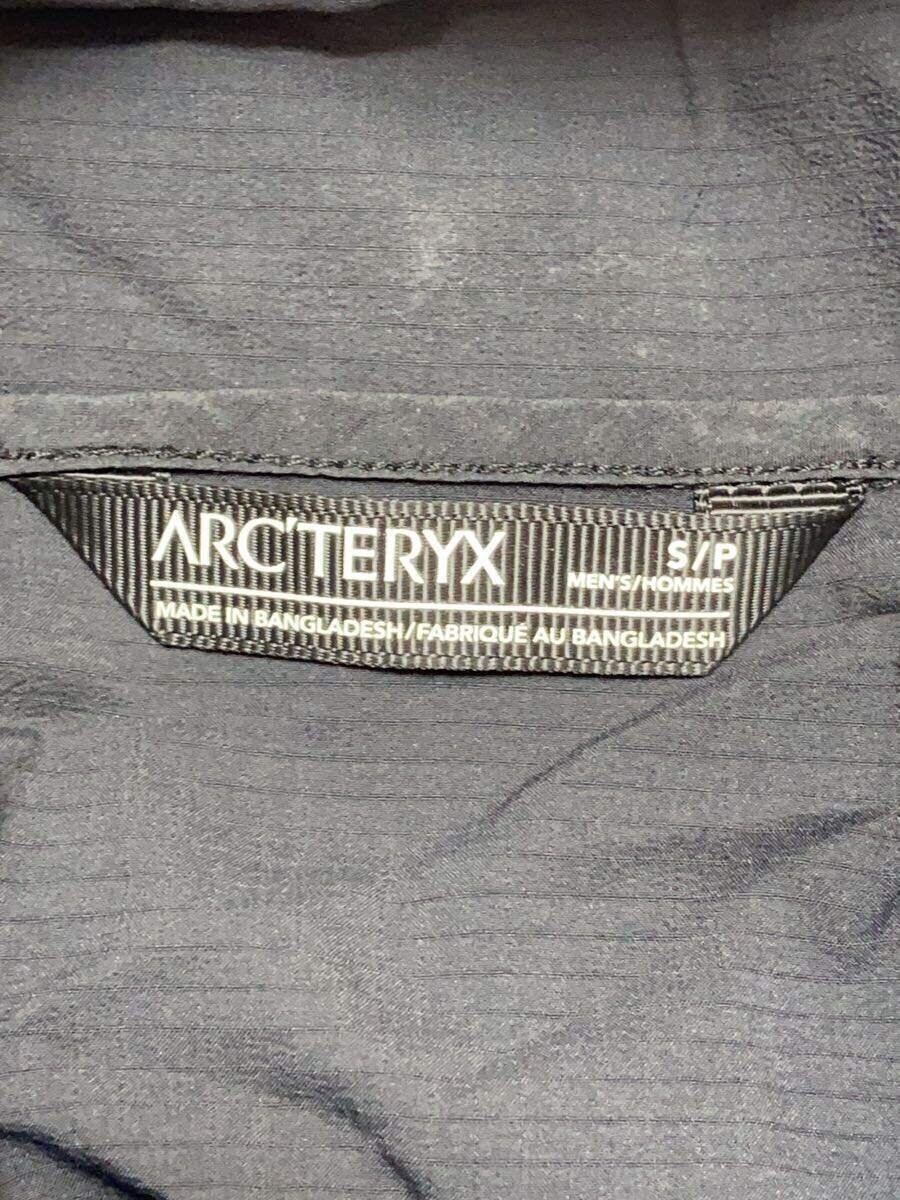 ARC'TERYX
S/P
MEN'S/HOMMES
MADE IN BANGLADESH/FABRIQUÉ AU BANGLADESH